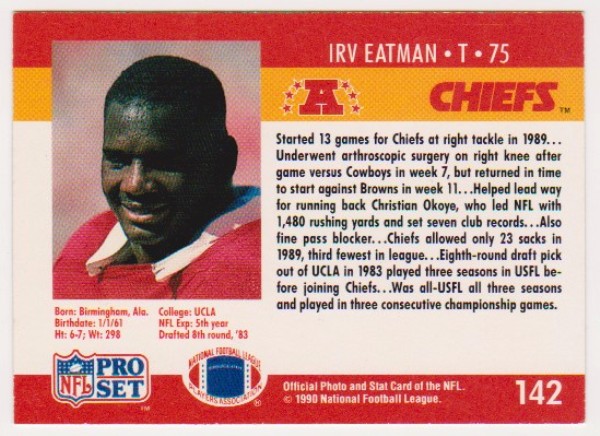 IRV EATMAN • T • 75
A
CHIEFS TM
Started 13 games for Chiefs at right tackle in 1989...
Underwent arthroscopic surgery on right knee after
game versus Cowboys in week 7, but returned in time
to start against Browns in week 11...Helped lead way
for running back Christian Okoye, who led NFL with
1,480 rushing yards and set seven club records...Also
fine pass blocker...Chiefs allowed only 23 sacks in
1989, third fewest in league...Eighth-round draft pick
out of UCLA in 1983 played three seasons in USFL be-
fore joining Chiefs...Was all-USFL all three seasons
and played in three consecutive championship games.
Born: Birmingham, Ala.
Birthdate: 1/1/61
Ht: 6-7; Wt: 298
College: UCLA
NFL Exp: 5th year
Drafted 8th round, '83
NFL
PRO
SET
TM
NATIONAL FOOTBALL LEAGUE
PLAYERS ASSOCIATION
Official Photo and Stat Card of the NFL.
© 1990 National Football League.
142